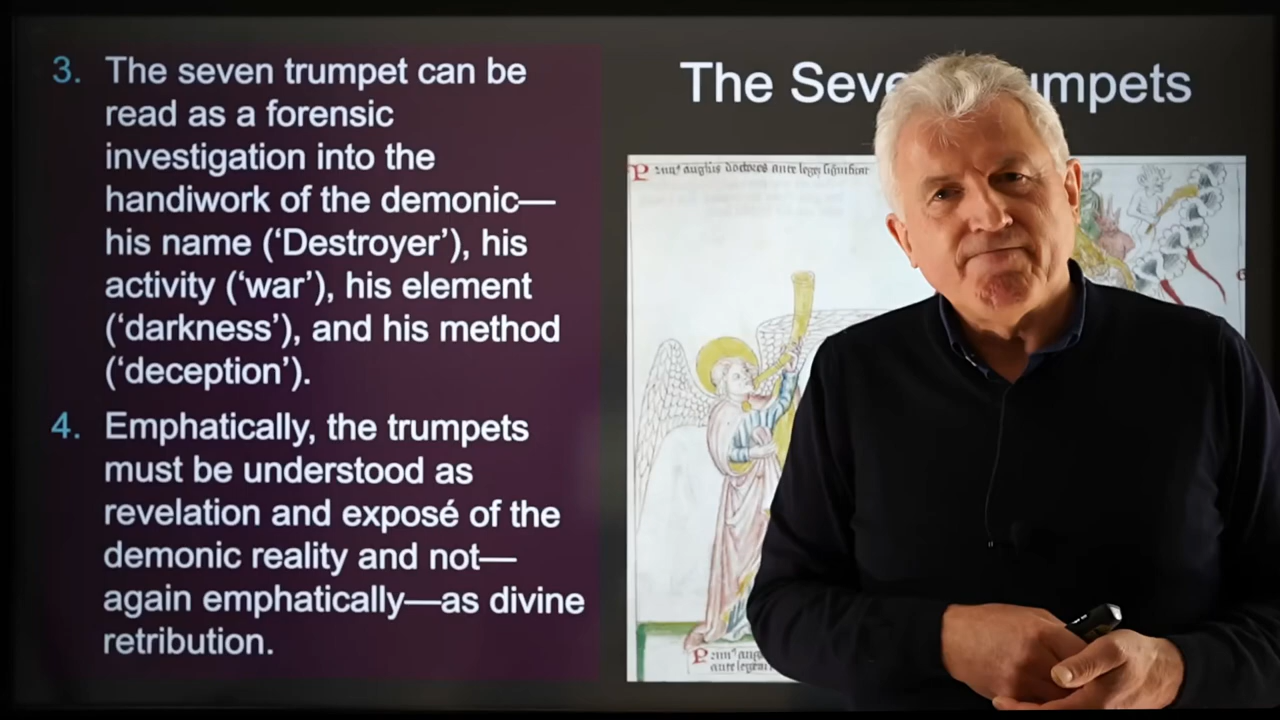 3. The seven trumpet can be
read as a forensic
investigation into the
handiwork of the demonic—
his name (‘Destroyer’), his
activity (‘war’), his element
(‘darkness’), and his method
(‘deception’).
4. Emphatically, the trumpets
must be understood as
revelation and exposé of the
demonic reality and not—
again emphatically—as divine
retribution.
The Seve umpets